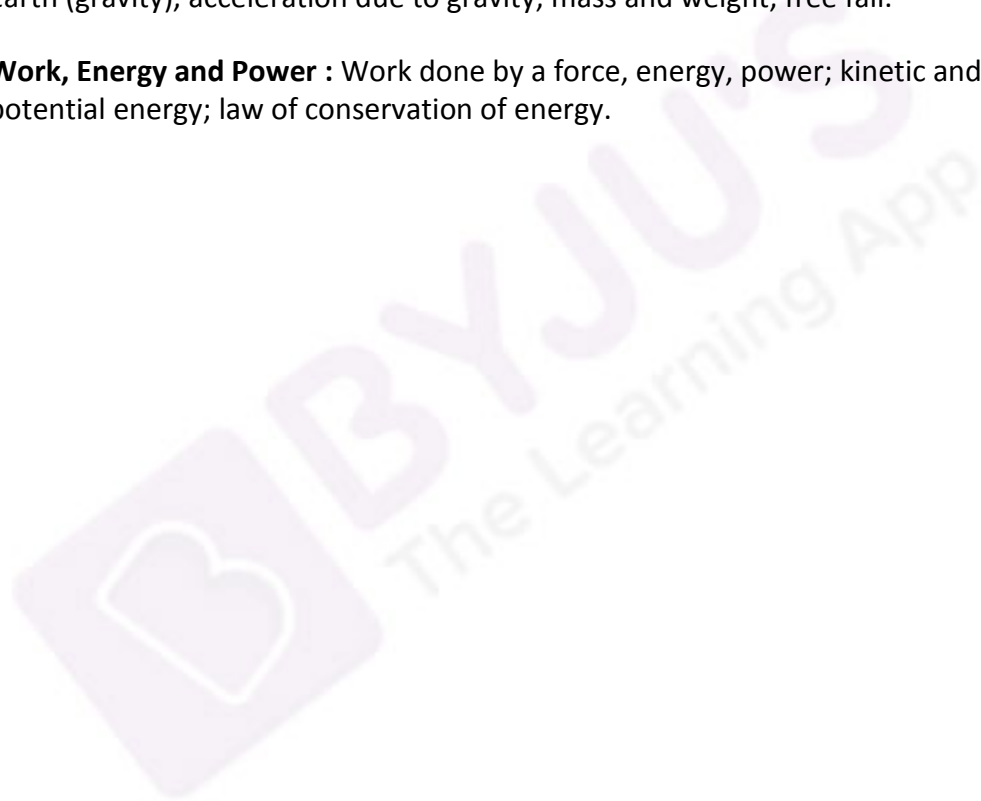 earth (gravity), acceleration due to gravity; mass and weight; free fall.
Work, Energy and Power : Work done by a force, energy, power; kinetic and
potential energy; law of conservation of energy.
BYJU'S
The Learning App